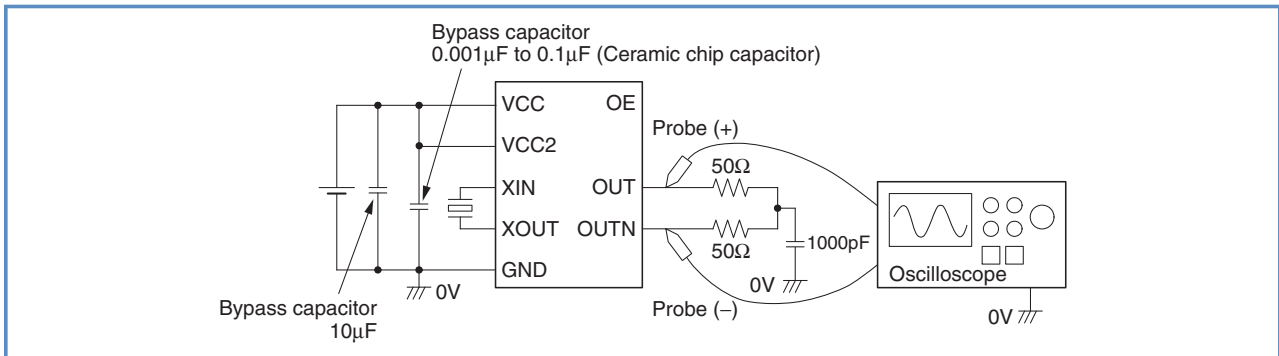 Bypass capacitor
0.001μF to 0.1μF (Ceramic chip capacitor)
VCC
OE
VCC2
XIN
OUT
XOUT
OUTN
GND
Probe (+)
50Ω
50Ω
1000pF
0V
Probe (–)
Oscilloscope
0V
0V
Bypass capacitor
10μF